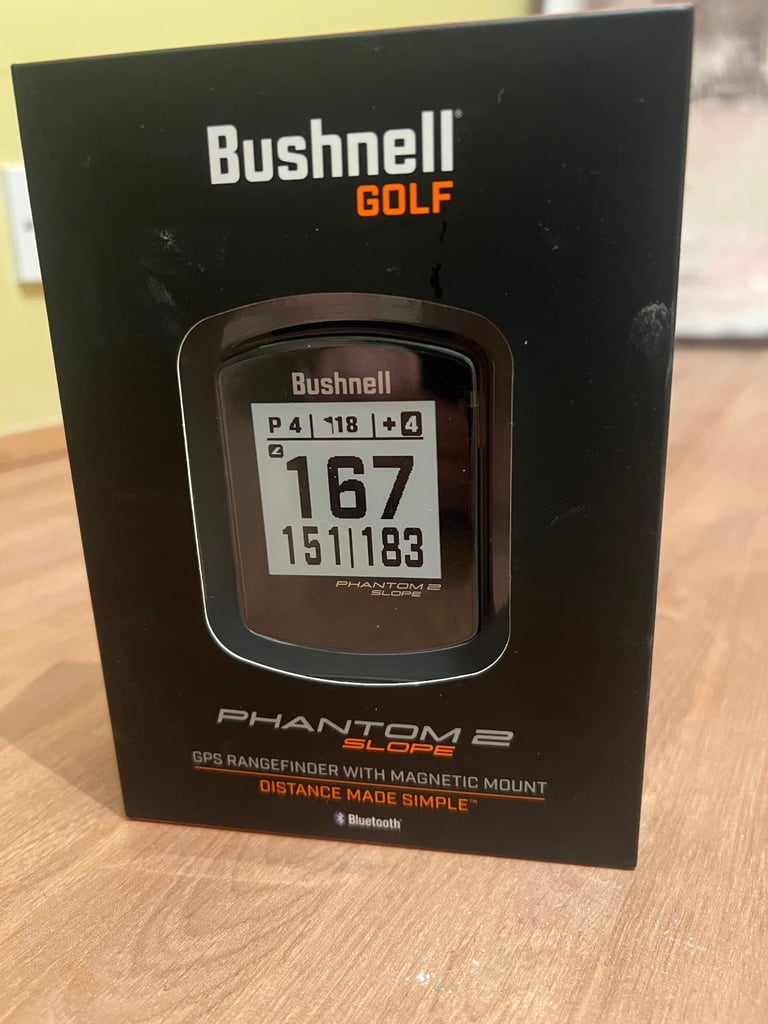 Bushnell®
GOLF
Bushnell
P 4 | 18 | + 4
167
151|183
PHANTOM 2
SLOPE
PHANTOM 2
SLOPE
GPS RANGEFINDER WITH MAGNETIC MOUNT
DISTANCE MADE SIMPLE™
Bluetooth®